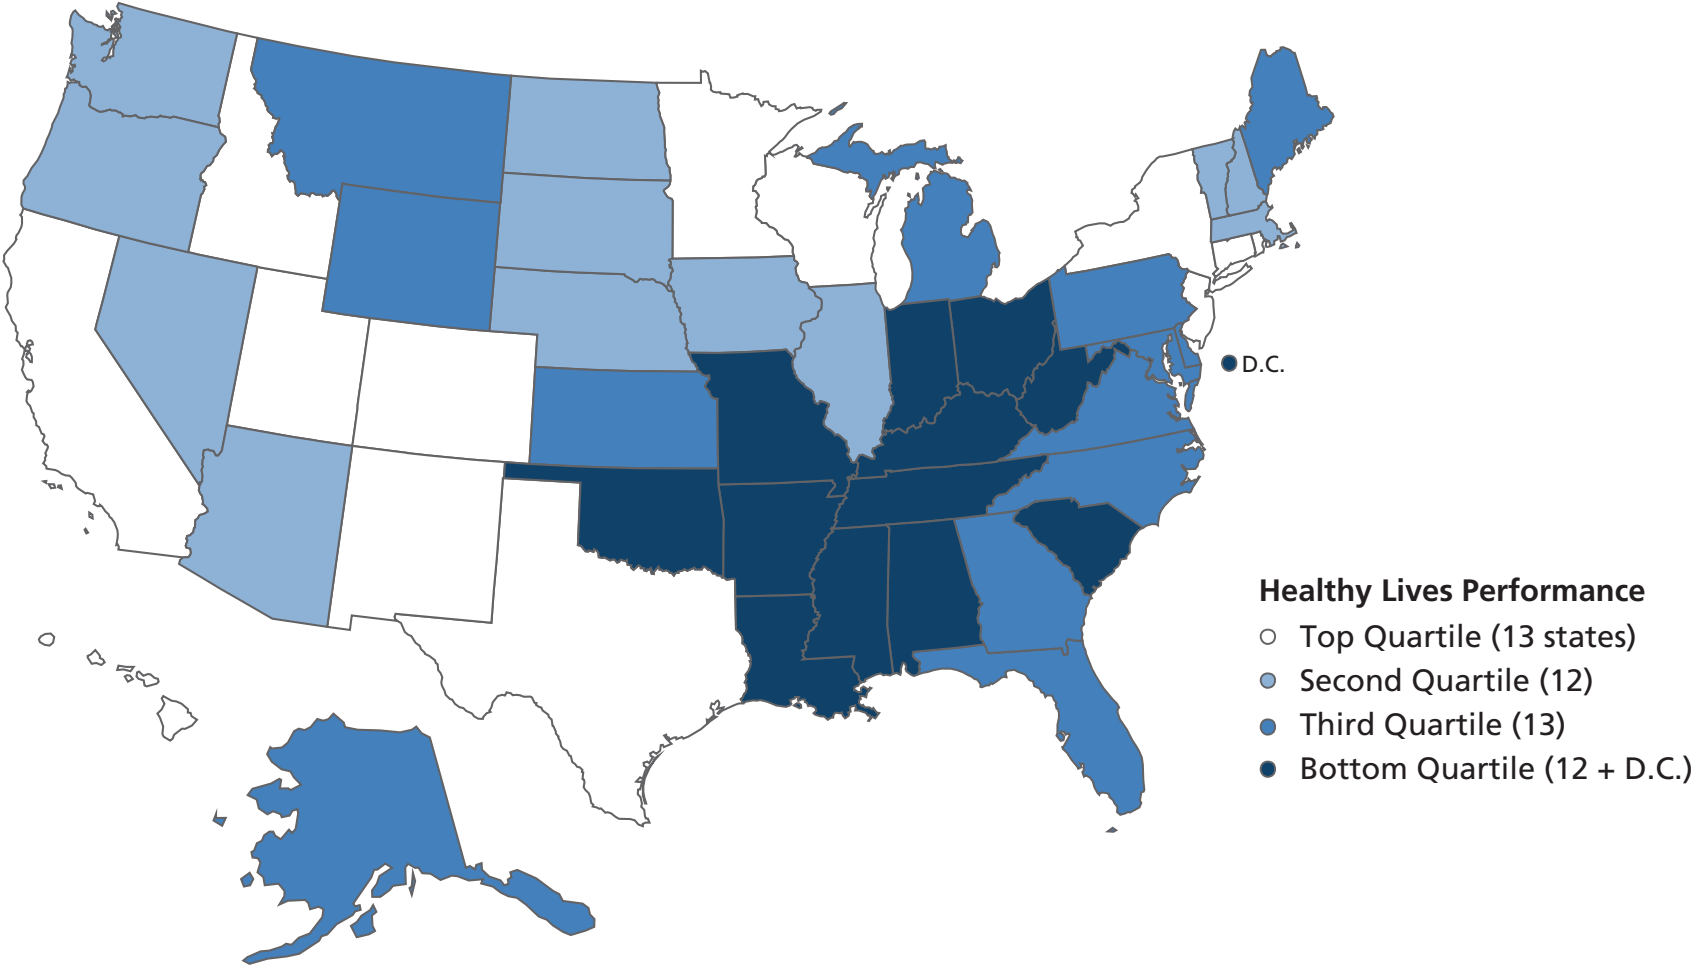 D.C.
Healthy Lives Performance
Top Quartile (13 states)
Second Quartile (12)
Third Quartile (13)
Bottom Quartile (12 + D.C.)